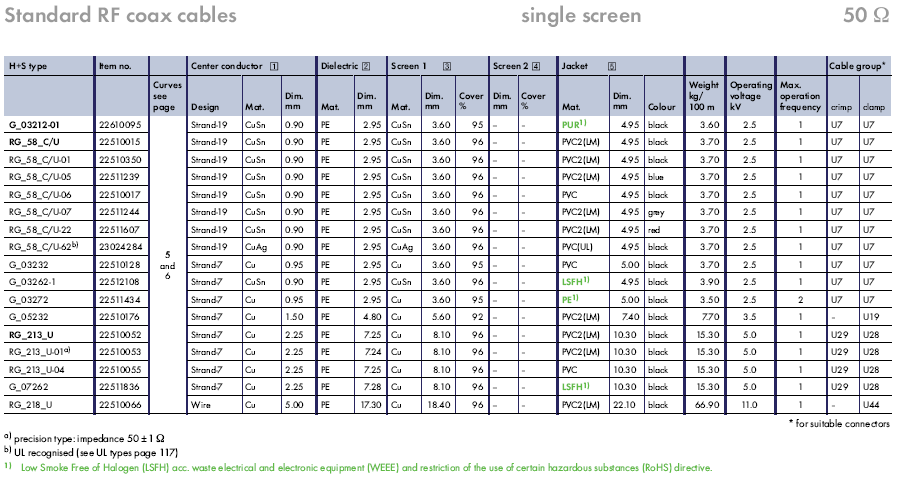 Standard RF coax cables single screen 50 Ω
H+S type Item no. Center conductor 1 Dielectric 2 Screen 1 3 Screen 2 4 Jacket 5 Weight kg/ 100 m Operating voltage kV Max. operation frequency Cable group*
Curves see page Design Mat. Dim. mm Mat. Dim. mm Mat. Dim. mm Cover % Dim. mm Cover % Mat. Dim. mm Colour crimp clamp
G_03212-01 22610095 Strand-19 CuSn 0.90 PE 2.95 CuSn 3.60 95 – – PUR1) 4.95 black 3.60 2.5 1 U7 U7
RG_58_C/U 22510015 Strand-19 CuSn 0.90 PE 2.95 CuSn 3.60 96 – – PVC2(LM) 4.95 black 3.70 2.5 1 U7 U7
RG_58_C/U-01 22510350 Strand-19 CuSn 0.90 PE 2.95 CuSn 3.60 96 – – PVC2(LM) 4.95 black 3.70 2.5 1 U7 U7
RG_58_C/U-05 22511239 Strand-19 CuSn 0.90 PE 2.95 CuSn 3.60 96 – – PVC2(LM) 4.95 blue 3.70 2.5 1 U7 U7
RG_58_C/U-06 22510017 Strand-19 CuSn 0.90 PE 2.95 CuSn 3.60 96 – – PVC 4.95 black 3.70 2.5 1 U7 U7
RG_58_C/U-07 22511244 Strand-19 CuSn 0.90 PE 2.95 CuSn 3.60 96 – – PVC2(LM) 4.95 grey 3.70 2.5 1 U7 U7
RG_58_C/U-22 22511607 Strand-19 CuSn 0.90 PE 2.95 CuSn 3.60 96 – – PVC2(LM) 4.95 red 3.70 2.5 1 U7 U7
RG_58_C/U-62b) 23024284 Strand-19 CuAg 0.90 PE 2.95 CuAg 3.60 96 – – PVC(UL) 4.95 black 3.70 2.5 1 U7 U7
5 and 6
G_03232 22510128 Strand-7 Cu 0.95 PE 2.95 Cu 3.60 95 – – PVC 5.00 black 3.70 2.5 1 U7 U7
G_03262-1 22512108 Strand-7 CuSn 0.90 PE 2.95 CuSn 3.60 96 – – LSFH1) 4.95 black 3.90 2.5 1 U7 U7
G_03272 22511434 Strand-7 Cu 0.95 PE 2.95 Cu 3.60 95 – – PE1) 5.00 black 3.50 2.5 2 U7 U7
G_05232 22510176 Strand-7 Cu 1.50 PE 4.80 Cu 5.60 92 – – PVC2(LM) 7.40 black 7.70 3.5 1 – U19
RG_213_U 22510052 Strand-7 Cu 2.25 PE 7.25 Cu 8.10 96 – – PVC2(LM) 10.30 black 15.30 5.0 1 U29 U28
RG_213_U-01a) 22510053 Strand-7 Cu 2.25 PE 7.24 Cu 8.10 96 – – PVC2(LM) 10.30 black 15.30 5.0 1 U29 U28
RG_213_U-04 22510055 Strand-7 Cu 2.25 PE 7.25 Cu 8.10 96 – – PVC 10.30 black 15.30 5.0 1 U29 U28
G_07262 22511836 Strand-7 Cu 2.25 PE 7.28 Cu 8.10 96 – – LSFH1) 10.30 black 15.30 5.0 1 U29 U28
RG_218_U 22510066 Wire Cu 5.00 PE 17.30 Cu 18.40 96 – – PVC2(LM) 22.10 black 66.90 11.0 1 – U44
* for suitable connectors
a) precision type: impedance 50 ± 1 Ω
b) UL recognised (see UL types page 117)
1) Low Smoke Free of Halogen (LSFH) acc. waste electrical and electronic equipment (WEEE) and restriction of the use of certain hazardous substances (RoHS) directive.